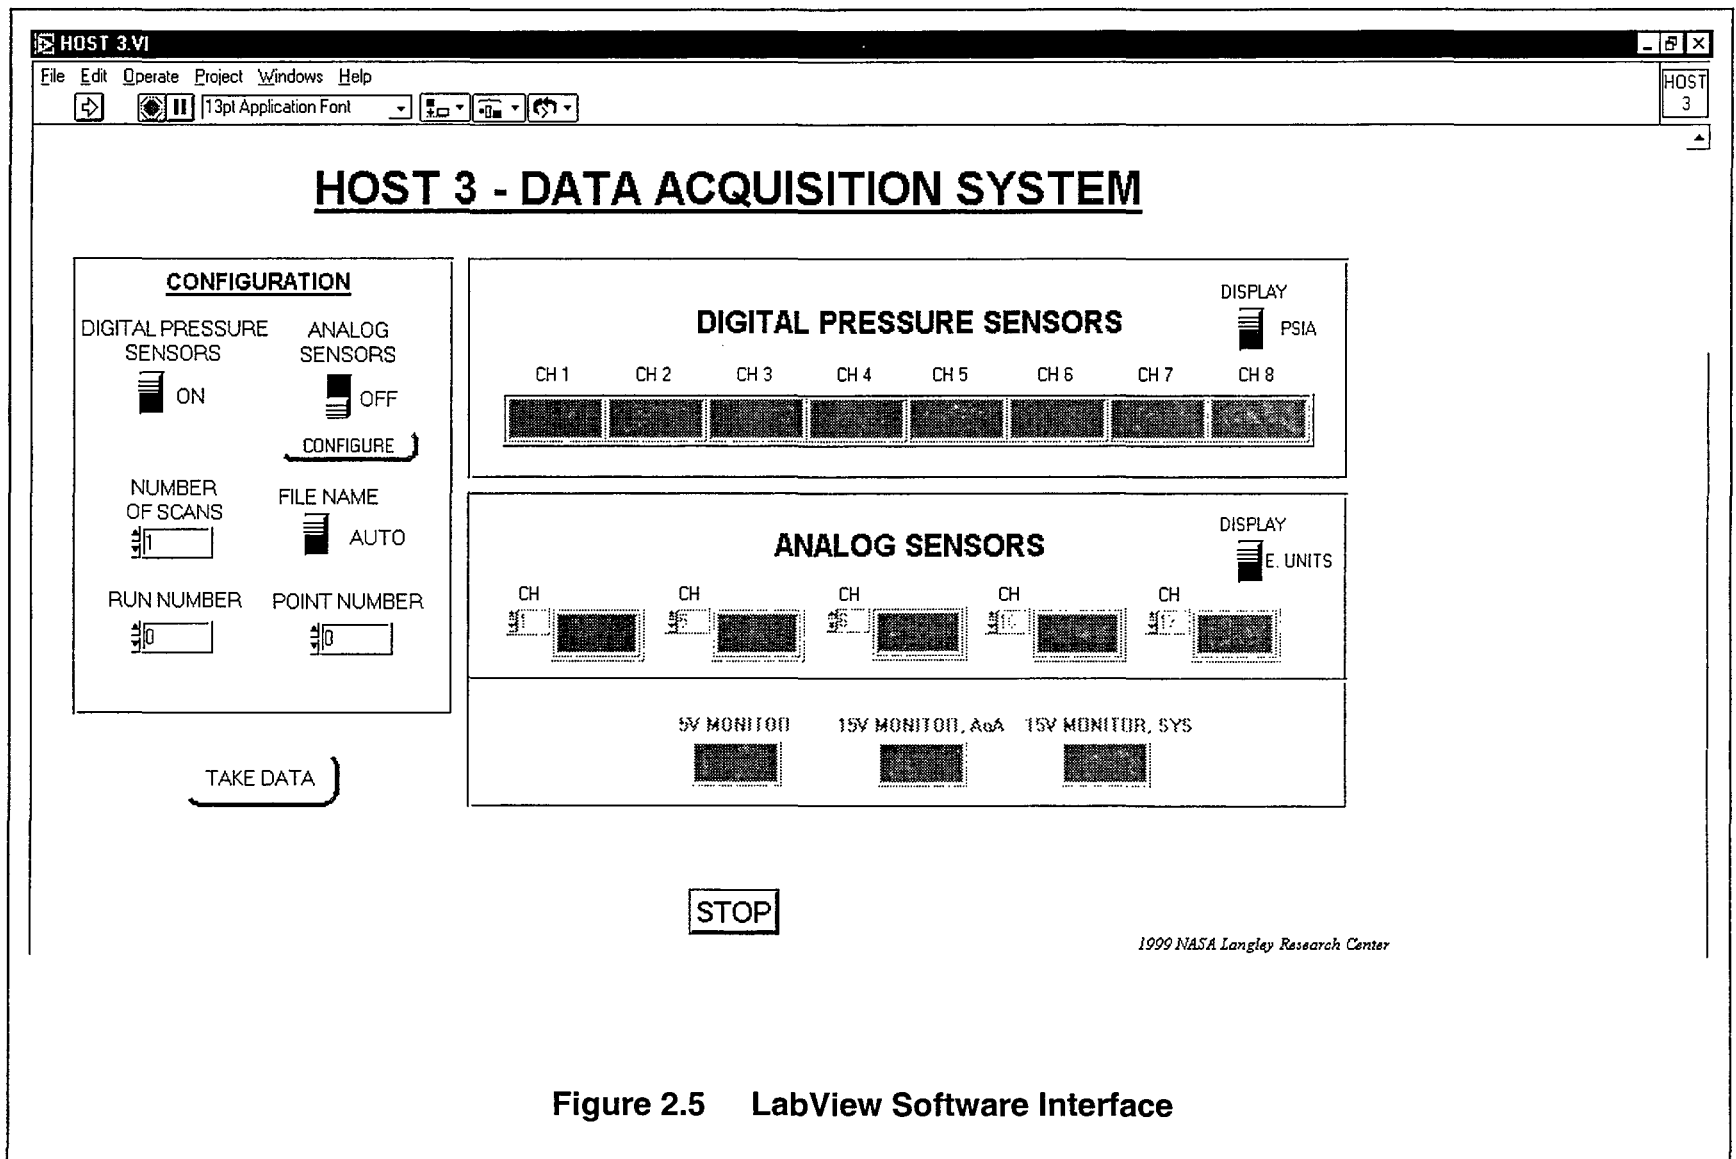 HOST 3.VI
File Edit Operate Project Windows Help
HOST
3
13pt Application Font
HOST 3 - DATA ACQUISITION SYSTEM
CONFIGURATION
DIGITAL PRESSURE
SENSORS
ON
ANALOG
SENSORS
OFF
CONFIGURE
NUMBER
OF SCANS
1
FILE NAME
AUTO
RUN NUMBER
0
POINT NUMBER
0
TAKE DATA
DIGITAL PRESSURE SENSORS
DISPLAY
PSIA
CH 1 CH 2 CH 3 CH 4 CH 5 CH 6 CH 7 CH 8
ANALOG SENSORS
DISPLAY
E. UNITS
CH CH CH CH CH
1
5V MONITOR 15V MONITOR, AoA 15V MONITOR, SYS
STOP
1999 NASA Langley Research Center
Figure 2.5 LabView Software Interface